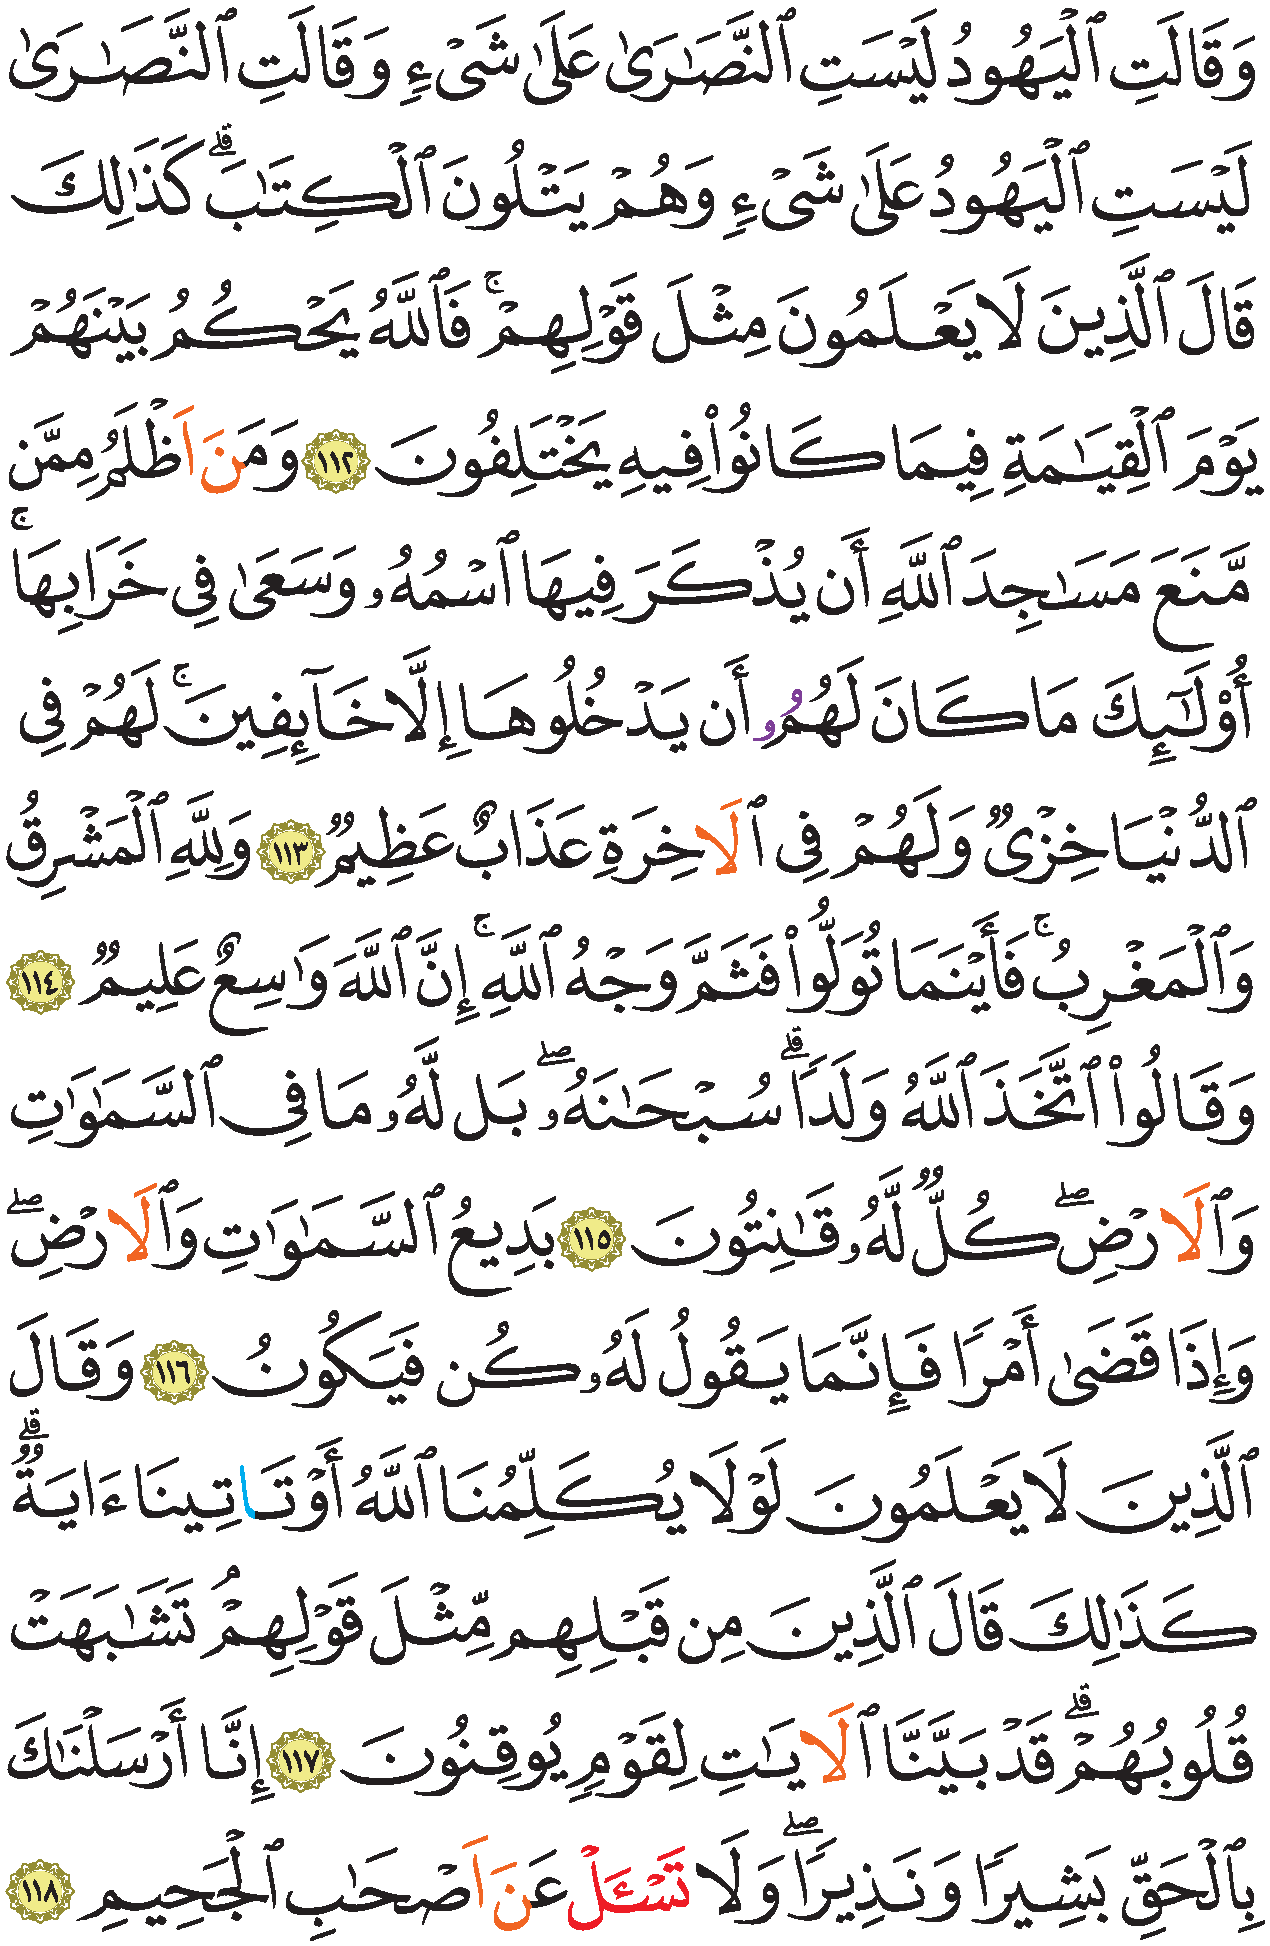 وَقَالَتِ ٱلْيَهُودُ لَيْسَتِ ٱلنَّصَٰرَىٰ عَلَىٰ شَىْءٍ وَقَالَتِ ٱلنَّصَٰرَىٰ
لَيْسَتِ ٱلْيَهُودُ عَلَىٰ شَىْءٍ وَهُمْ يَتْلُونَ ٱلْكِتَٰبَ ۗ كَذَٰلِكَ
قَالَ ٱلَّذِينَ لَا يَعْلَمُونَ مِثْلَ قَوْلِهِمْ ۚ فَٱللَّهُ يَحْكُمُ بَيْنَهُمْ
يَوْمَ ٱلْقِيَٰمَةِ فِيمَا كَانُوا۟ فِيهِ يَخْتَلِفُونَ ١١٢ وَمَنَ اَظْلَمُ مِمَّن
مَّنَعَ مَسَٰجِدَ ٱللَّهِ أَن يُذْكَرَ فِيهَا ٱسْمُهُۥ وَسَعَىٰ فِى خَرَابِهَا ۚ
أُو۟لَٰٓئِكَ مَا كَانَ لَهُمُۥ أَن يَدْخُلُوهَا إِلَّا خَآئِفِينَ ۚ لَهُمْ فِى
ٱلدُّنْيَا خِزْىٌ وَلَهُمْ فِى ٱلَاخِرَةِ عَذَابٌ عَظِيمٌ ١١٣ وَلِلَّهِ ٱلْمَشْرِقُ
وَٱلْمَغْرِبُ ۚ فَأَيْنَمَا تُوَلُّوا۟ فَثَمَّ وَجْهُ ٱللَّهِ ۚ إِنَّ ٱللَّهَ وَٰسِعٌ عَلِيمٌ ١١٤
وَقَالُوا۟ ٱتَّخَذَ ٱللَّهُ وَلَدًا ۗ سُبْحَٰنَهُۥ ۖ بَل لَّهُۥ مَا فِى ٱلسَّمَٰوَٰتِ
وَٱلَارْضِ ۖ كُلٌّ لَّهُۥ قَٰنِتُونَ ١١٥ بَدِيعُ ٱلسَّمَٰوَٰتِ وَٱلَارْضِ ۖ
وَإِذَا قَضَىٰ أَمْرًا فَإِنَّمَا يَقُولُ لَهُۥ كُن فَيَكُونُ ١١٦ وَقَالَ
ٱلَّذِينَ لَا يَعْلَمُونَ لَوْلَا يُكَلِّمُنَا ٱللَّهُ أَوْ تَاتِينَا ءَايَةٌ ۗ
كَذَٰلِكَ قَالَ ٱلَّذِينَ مِن قَبْلِهِم مِّثْلَ قَوْلِهِمْ ۘ تَشَٰبَهَتْ
قُلُوبُهُمْ ۗ قَدْ بَيَّنَّا ٱلَايَٰتِ لِقَوْمٍ يُوقِنُونَ ١١٧ إِنَّا أَرْسَلْنَٰكَ
بِٱلْحَقِّ بَشِيرًا وَنَذِيرًا ۖ وَلَا تَسْـَٔلْ عَنَ اَصْحَٰبِ ٱلْجَحِيمِ ١١٨